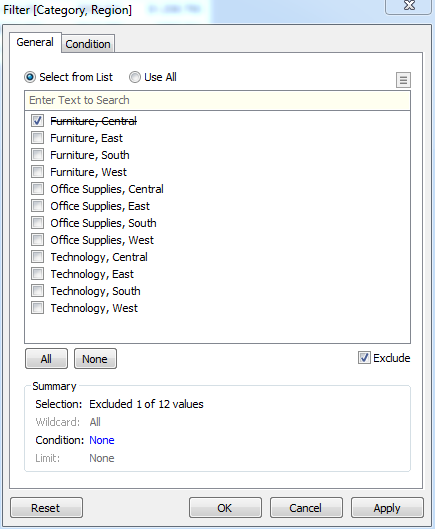 Filter [Category, Region]
General
Condition
Select from List
Use All
Enter Text to Search
Furniture, Central
Furniture, East
Furniture, South
Furniture, West
Office Supplies, Central
Office Supplies, East
Office Supplies, South
Office Supplies, West
Technology, Central
Technology, East
Technology, South
Technology, West
All
None
Exclude
Summary
Selection: Excluded 1 of 12 values
Wildcard: All
Condition: None
Limit: None
Reset
OK
Cancel
Apply